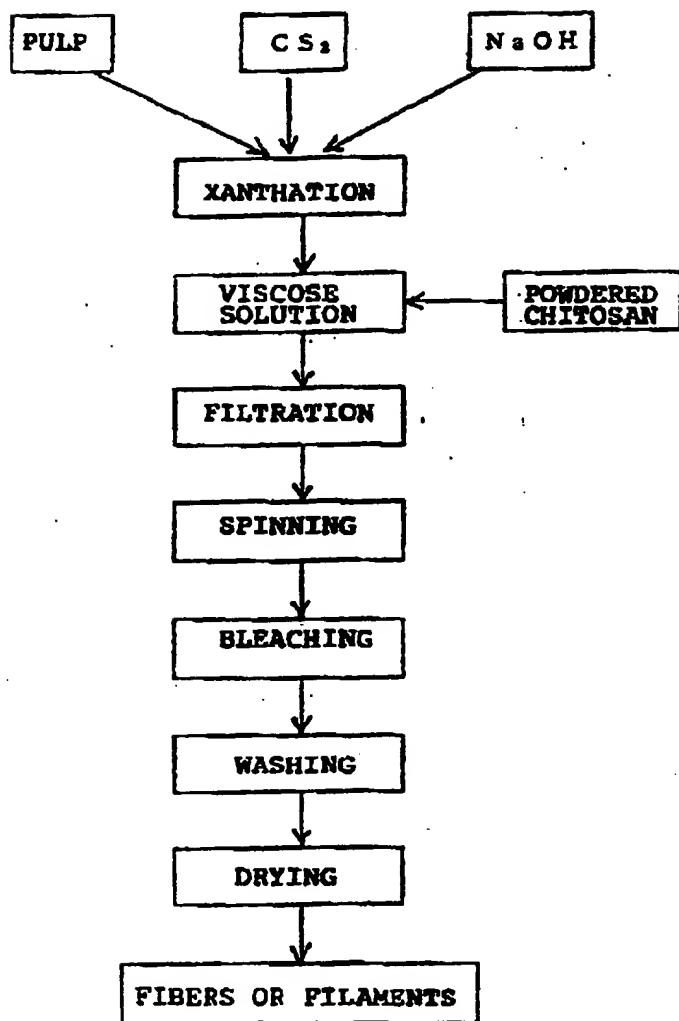 PULP
CS₂
NaOH
XANTHATION
VISCOSE
SOLUTION
POWDERED
CHITOSAN
FILTRATION
SPINNING
BLEACHING
WASHING
DRYING
FIBERS OR FILAMENTS